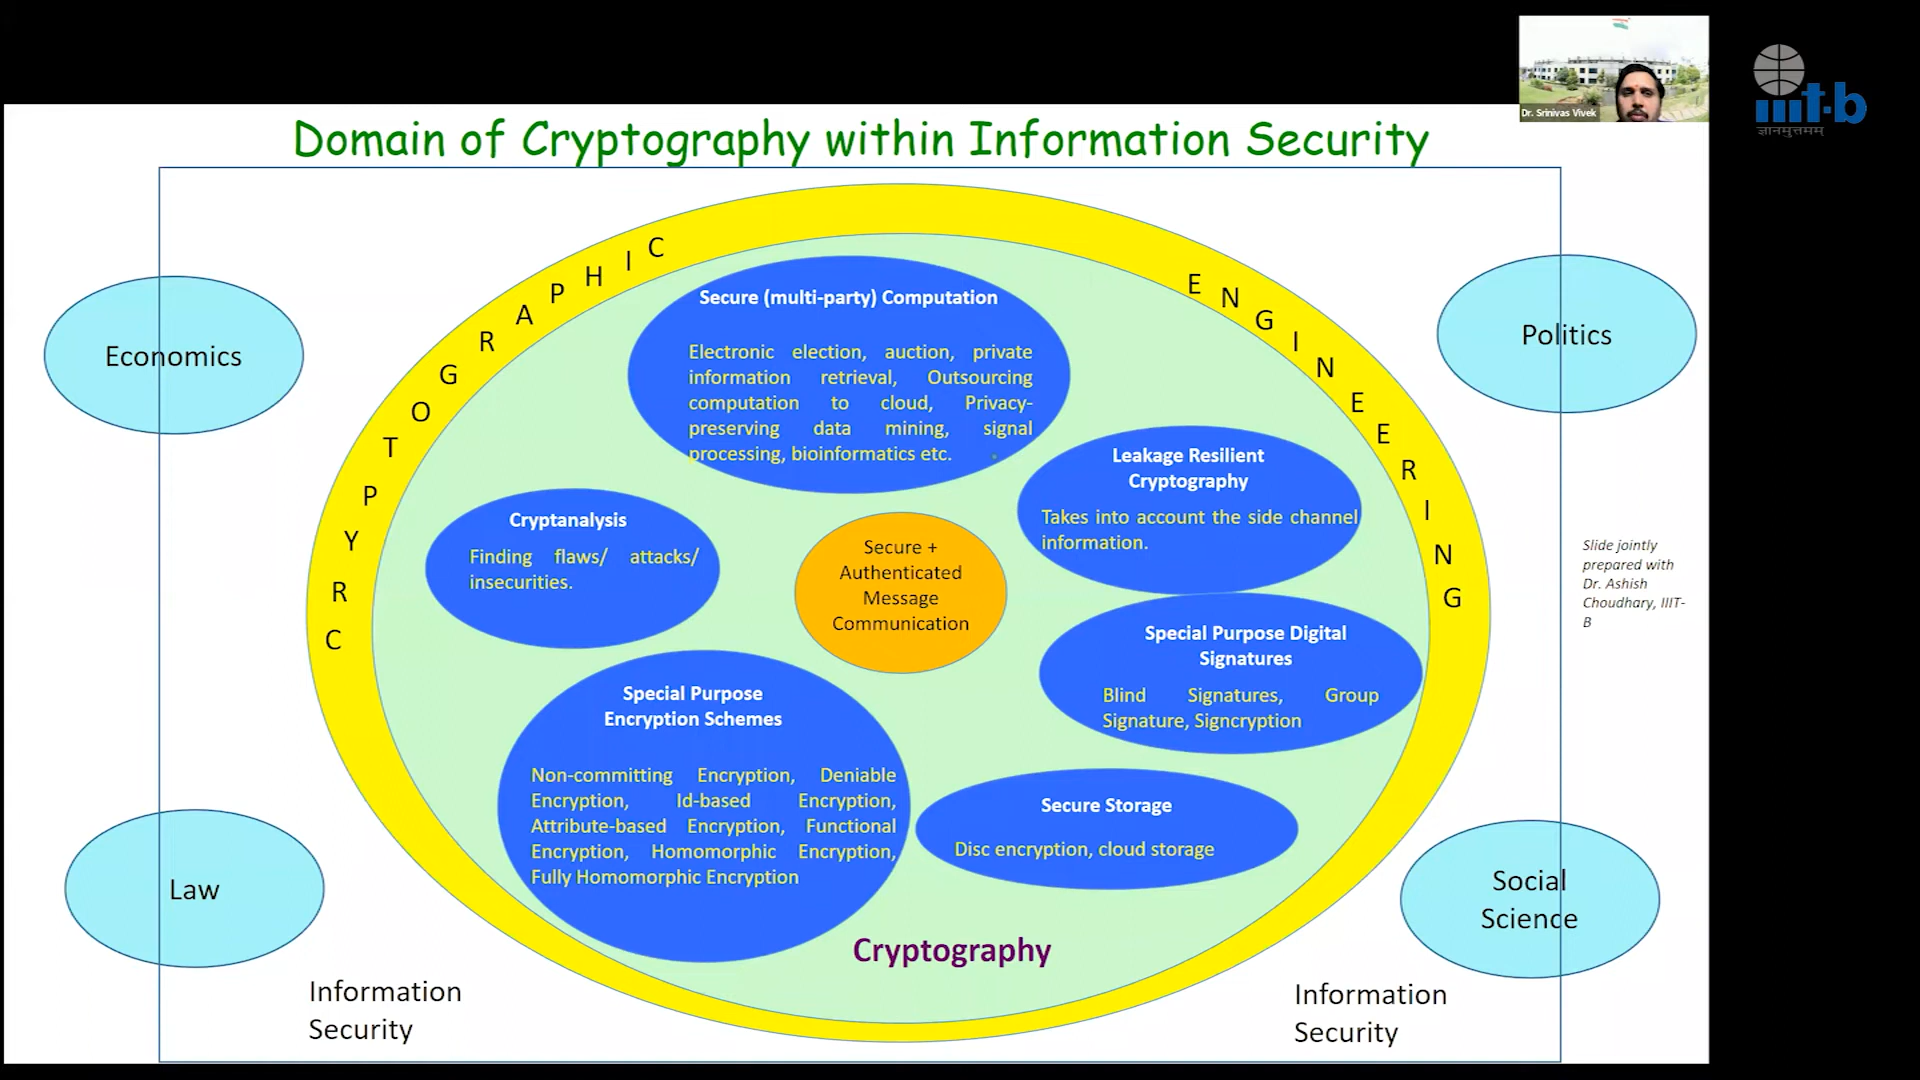 Dr. Srinivas Vivek
iiit-b
ज्ञानमुत्तमम्
Domain of Cryptography within Information Security
CRYPTOGRAPHIC
ENGINEERING
Economics
Politics
Secure (multi-party) Computation
Electronic election, auction, private
information retrieval, Outsourcing
computation to cloud, Privacy-
preserving data mining, signal
processing, bioinformatics etc.
Leakage Resilient
Cryptography
Takes into account the side channel
information.
Cryptanalysis
Finding flaws/ attacks/
insecurities.
Secure +
Authenticated
Message
Communication
Slide jointly
prepared with
Dr. Ashish
Choudhary, IIIT-
B
Special Purpose Digital
Signatures
Blind Signatures, Group
Signature, Signcryption
Special Purpose
Encryption Schemes
Non-committing Encryption, Deniable
Encryption, Id-based Encryption,
Attribute-based Encryption, Functional
Encryption, Homomorphic Encryption,
Fully Homomorphic Encryption
Secure Storage
Disc encryption, cloud storage
Law
Social
Science
Cryptography
Information
Security
Information
Security